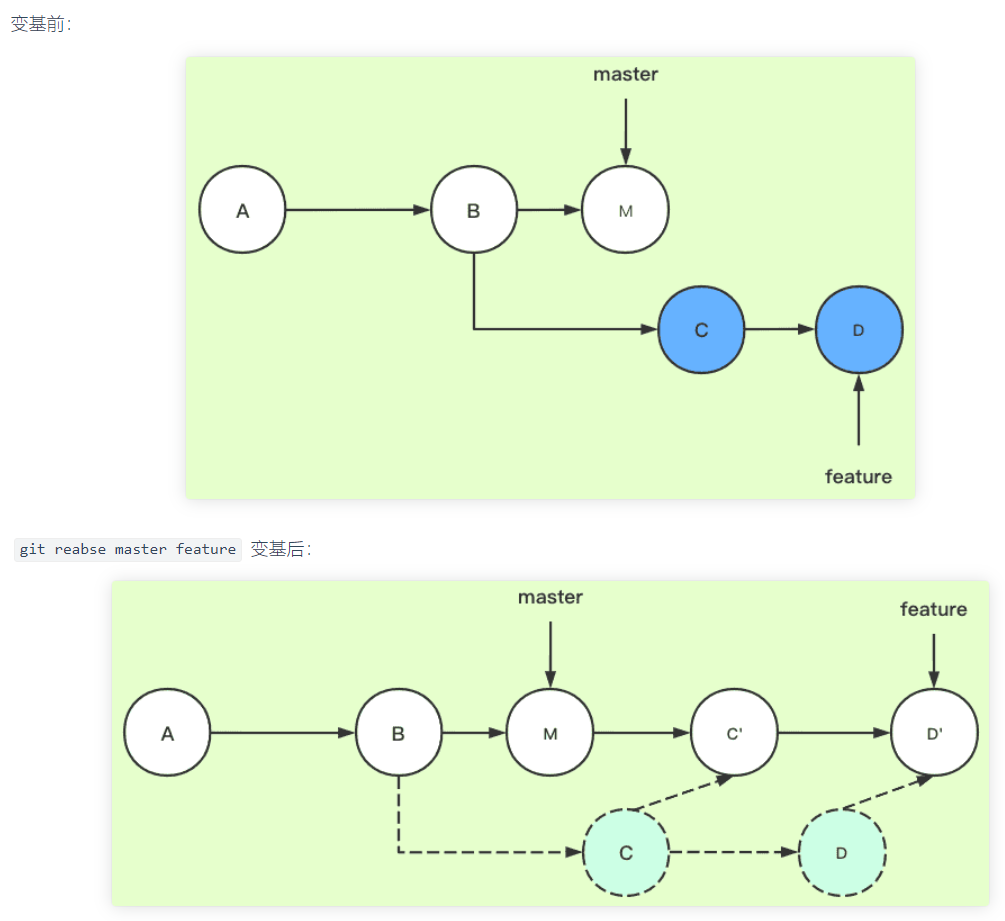 变基前：
master
A
B
M
C
D
feature
git reabse master feature 变基后：
master
feature
A
B
M
C'
D'
C
D